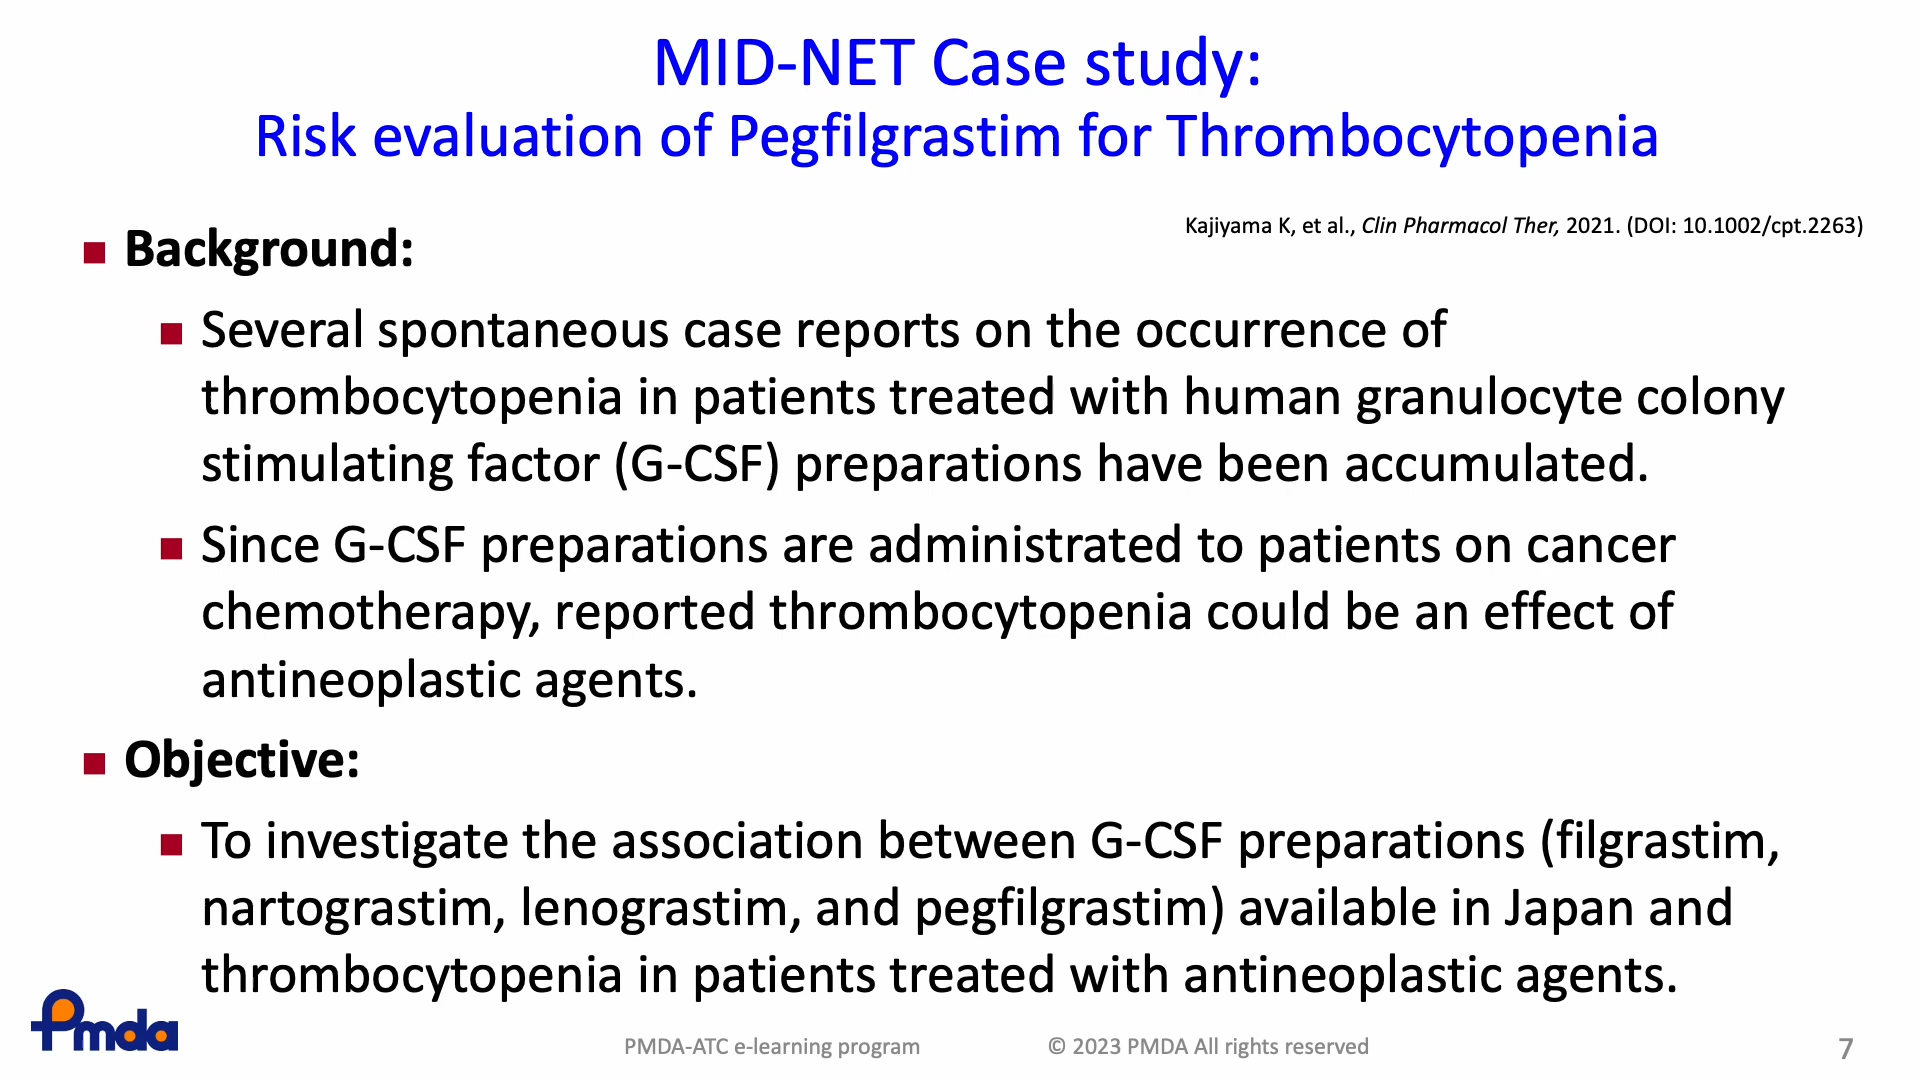 MID-NET Case study:
Risk evaluation of Pegfilgrastim for Thrombocytopenia
Kajiyama K, et al., Clin Pharmacol Ther, 2021. (DOI: 10.1002/cpt.2263)
Background:
Several spontaneous case reports on the occurrence of
thrombocytopenia in patients treated with human granulocyte colony
stimulating factor (G-CSF) preparations have been accumulated.
Since G-CSF preparations are administrated to patients on cancer
chemotherapy, reported thrombocytopenia could be an effect of
antineoplastic agents.
Objective:
To investigate the association between G-CSF preparations (filgrastim,
nartograstim, lenograstim, and pegfilgrastim) available in Japan and
thrombocytopenia in patients treated with antineoplastic agents.
Pmda
PMDA-ATC e-learning program
© 2023 PMDA All rights reserved
7